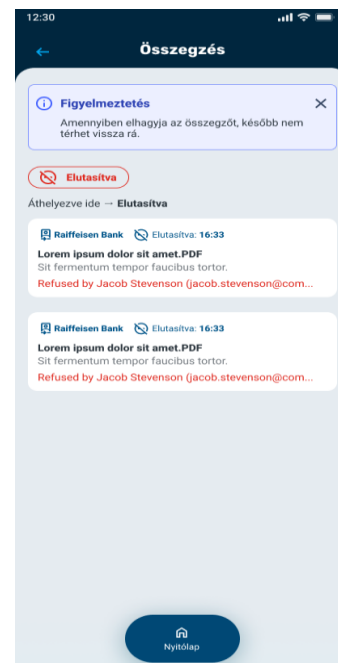 12:30
Összegzés
Figyelmeztetés
Amennyiben elhagyja az összegzőt, később nem
térhet vissza rá.
Elutasítva
Áthelyezve ide → Elutasítva
Raiffeisen Bank Elutasítva: 16:33
Lorem ipsum dolor sit amet.PDF
Sit fermentum tempor faucibus tortor.
Refused by Jacob Stevenson (jacob.stevenson@com...
Raiffeisen Bank Elutasítva: 16:33
Lorem ipsum dolor sit amet.PDF
Sit fermentum tempor faucibus tortor.
Refused by Jacob Stevenson (jacob.stevenson@com...
Nyitólap